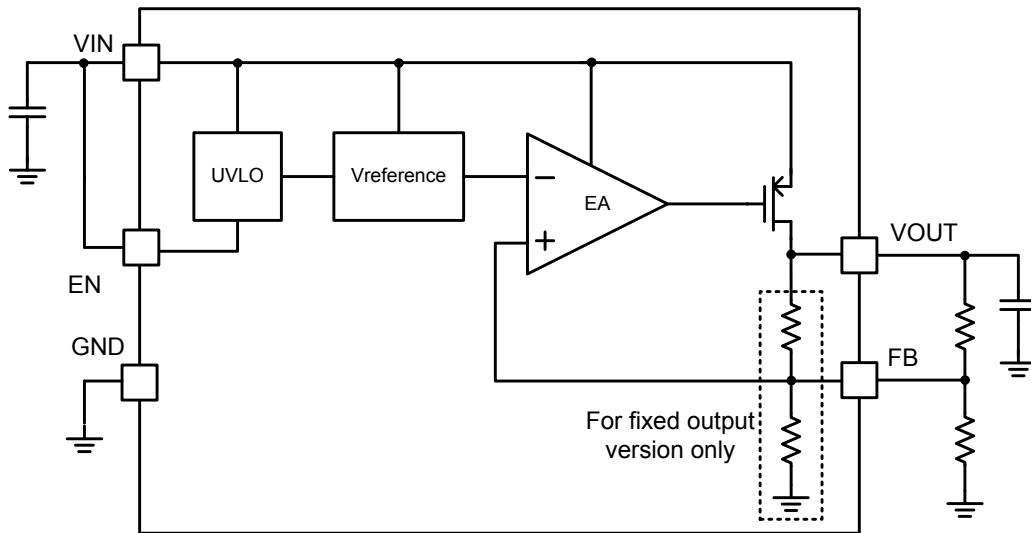 VIN
UVLO
Vreference
−
EA
+
VOUT
EN
GND
FB
For fixed output
version only